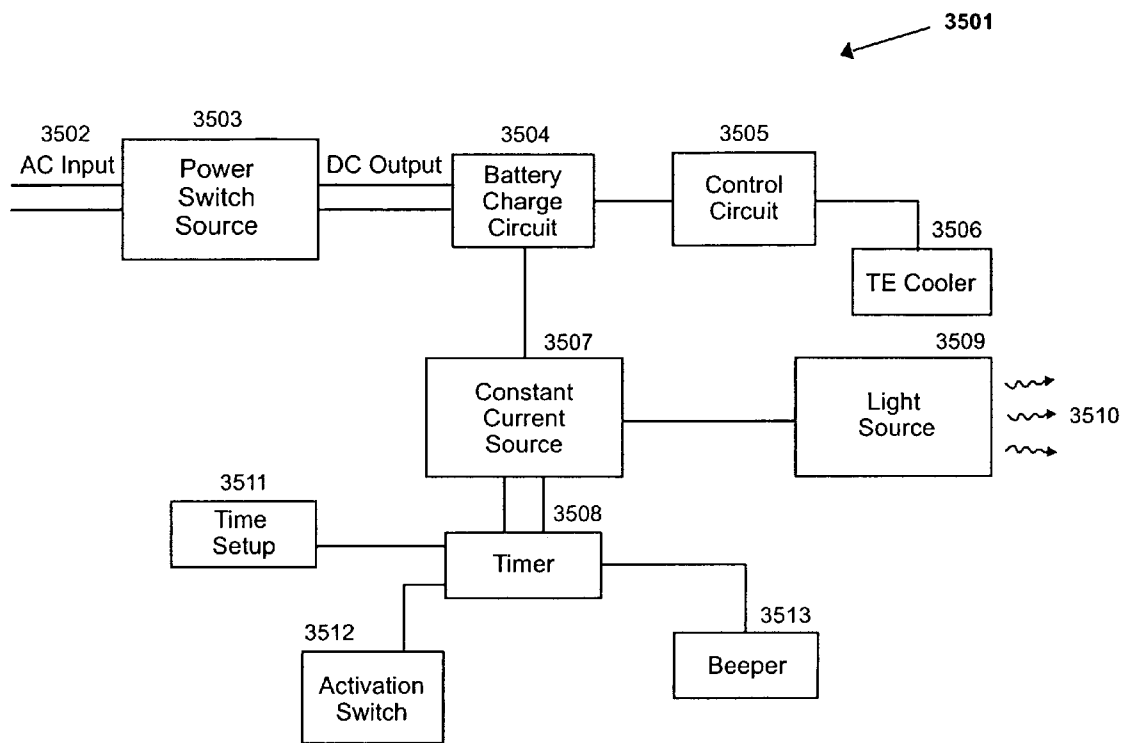 3501
3502
AC Input
3503
Power
Switch
Source
DC Output
3504
Battery
Charge
Circuit
3505
Control
Circuit
3506
TE Cooler
3507
Constant
Current
Source
3509
Light
Source
3510
3511
Time
Setup
3508
Timer
3512
Activation
Switch
3513
Beeper